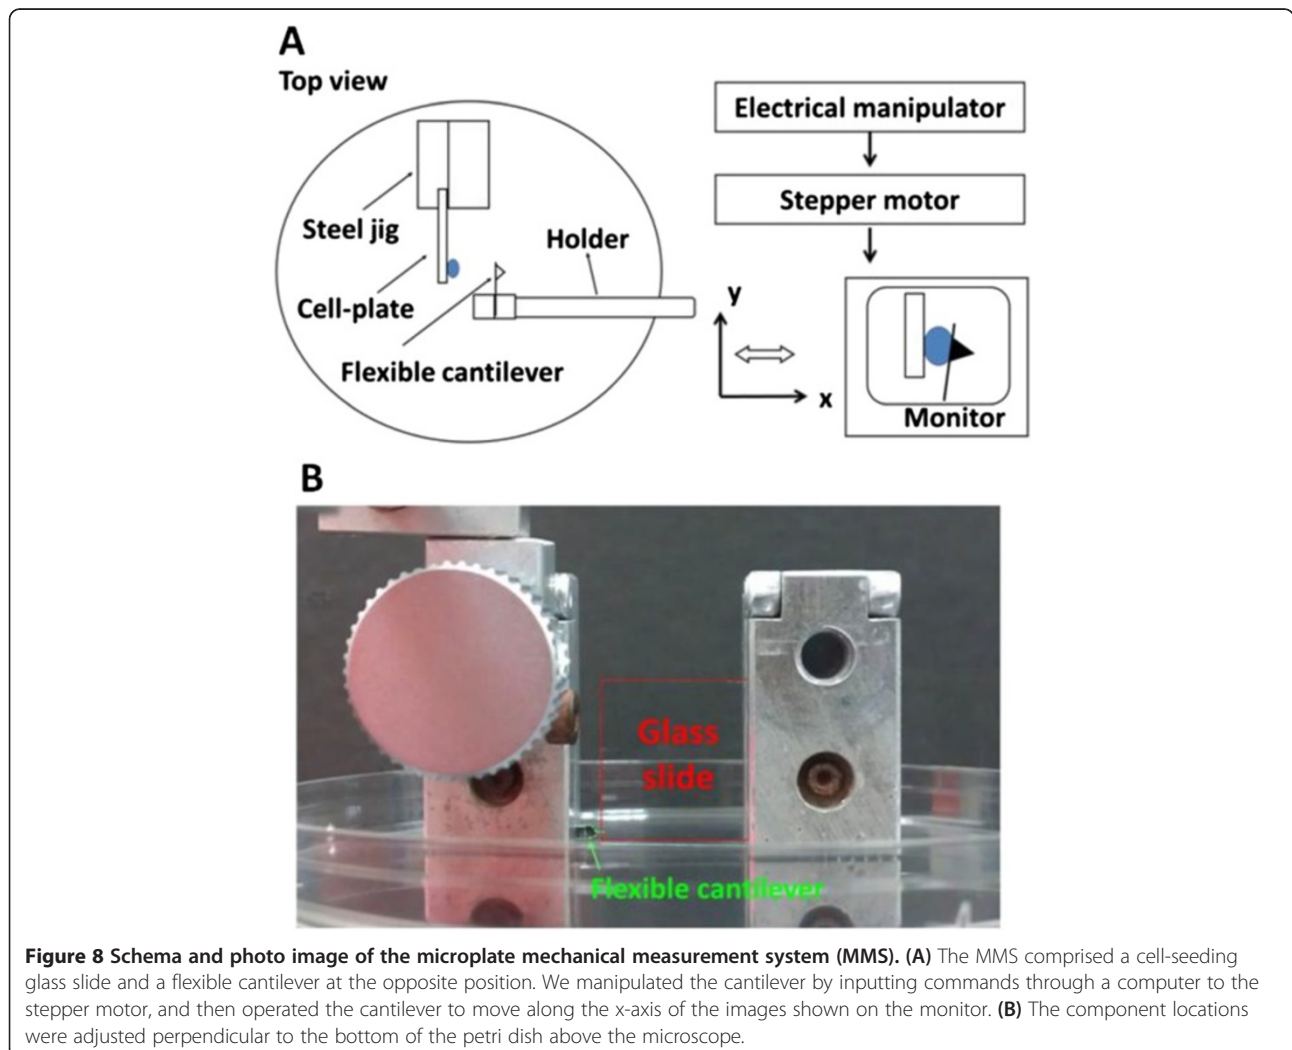 A
Top view
Electrical manipulator
Stepper motor
Steel jig
Holder
Cell-plate
Flexible cantilever
y
x
Monitor
B
Glass
slide
Flexible cantilever
Figure 8 Schema and photo image of the microplate mechanical measurement system (MMS). (A) The MMS comprised a cell-seeding
glass slide and a flexible cantilever at the opposite position. We manipulated the cantilever by inputting commands through a computer to the
stepper motor, and then operated the cantilever to move along the x-axis of the images shown on the monitor. (B) The component locations
were adjusted perpendicular to the bottom of the petri dish above the microscope.